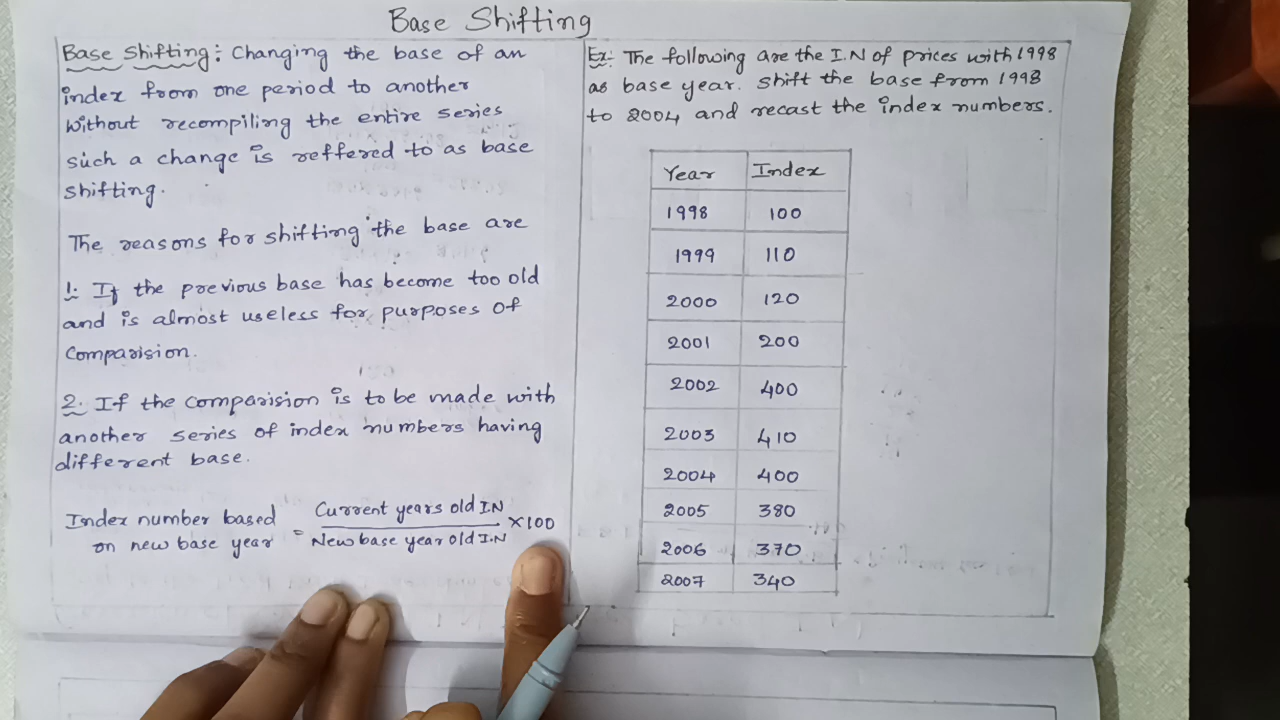 Base Shifting
Base Shifting: Changing the base of an
index from one period to another
without recompiling the entire series
such a change is reffered to as base
shifting.
The reasons for shifting the base are
1. If the previous base has become too old
and is almost useless for purposes of
Comparision.
2. If the comparision is to be made with
another series of index numbers having
different base.
Index number based on new base year = Current years old I.N / New base year old I.N × 100
Ex: The following are the I.N of prices with 1998
as base year. shift the base from 1998
to 2004 and recast the index numbers.
Year Index
1998 100
1999 110
2000 120
2001 200
2002 400
2003 410
2004 400
2005 380
2006 370
2007 340